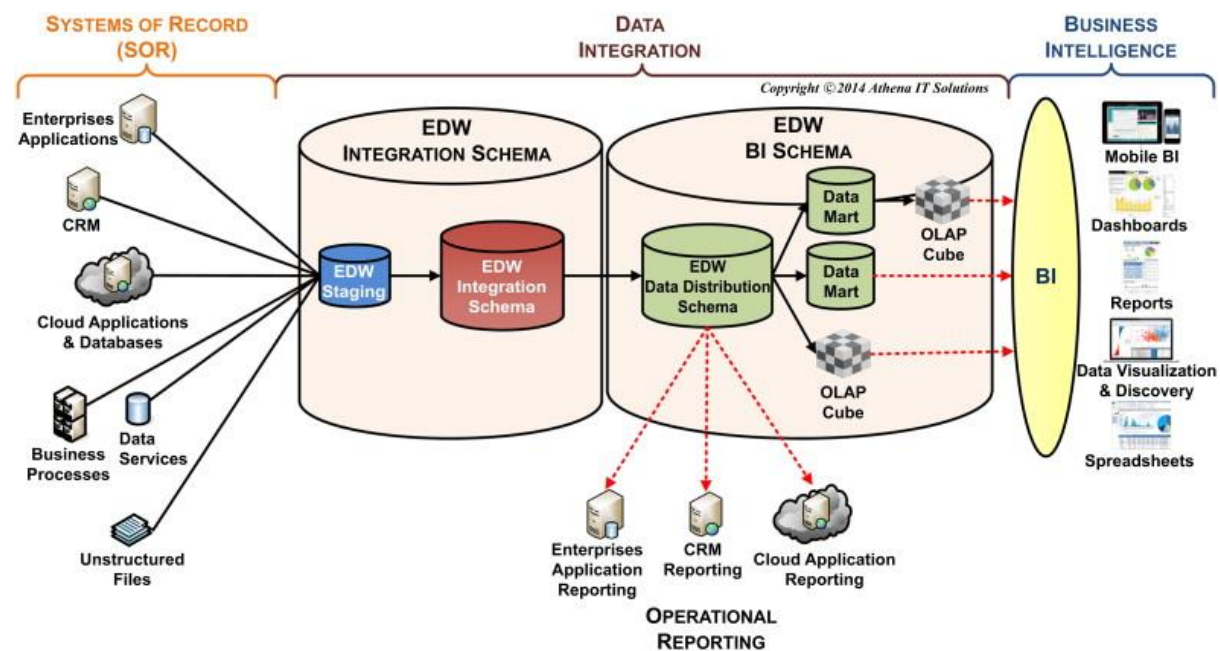 SYSTEMS OF RECORD
(SOR)
DATA
INTEGRATION
BUSINESS
INTELLIGENCE
Copyright ©2014 Athena IT Solutions
Enterprises
Applications
CRM
Cloud Applications
& Databases
Business
Processes
Data
Services
Unstructured
Files
EDW
INTEGRATION SCHEMA
EDW
Staging
EDW
Integration
Schema
EDW
BI SCHEMA
EDW
Data Distribution
Schema
Data
Mart
OLAP
Cube
Data
Mart
OLAP
Cube
BI
Mobile BI
Dashboards
Reports
Data Visualization
& Discovery
Spreadsheets
Enterprises
Application
Reporting
CRM
Reporting
Cloud Application
Reporting
OPERATIONAL
REPORTING